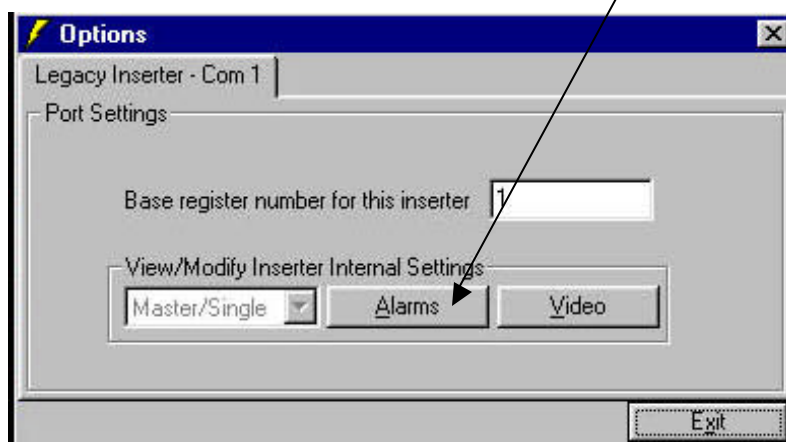 Options
Legacy Inserter - Com 1
Port Settings
Base register number for this inserter 1
View/Modify Inserter Internal Settings
Master/Single Alarms Video
Exit